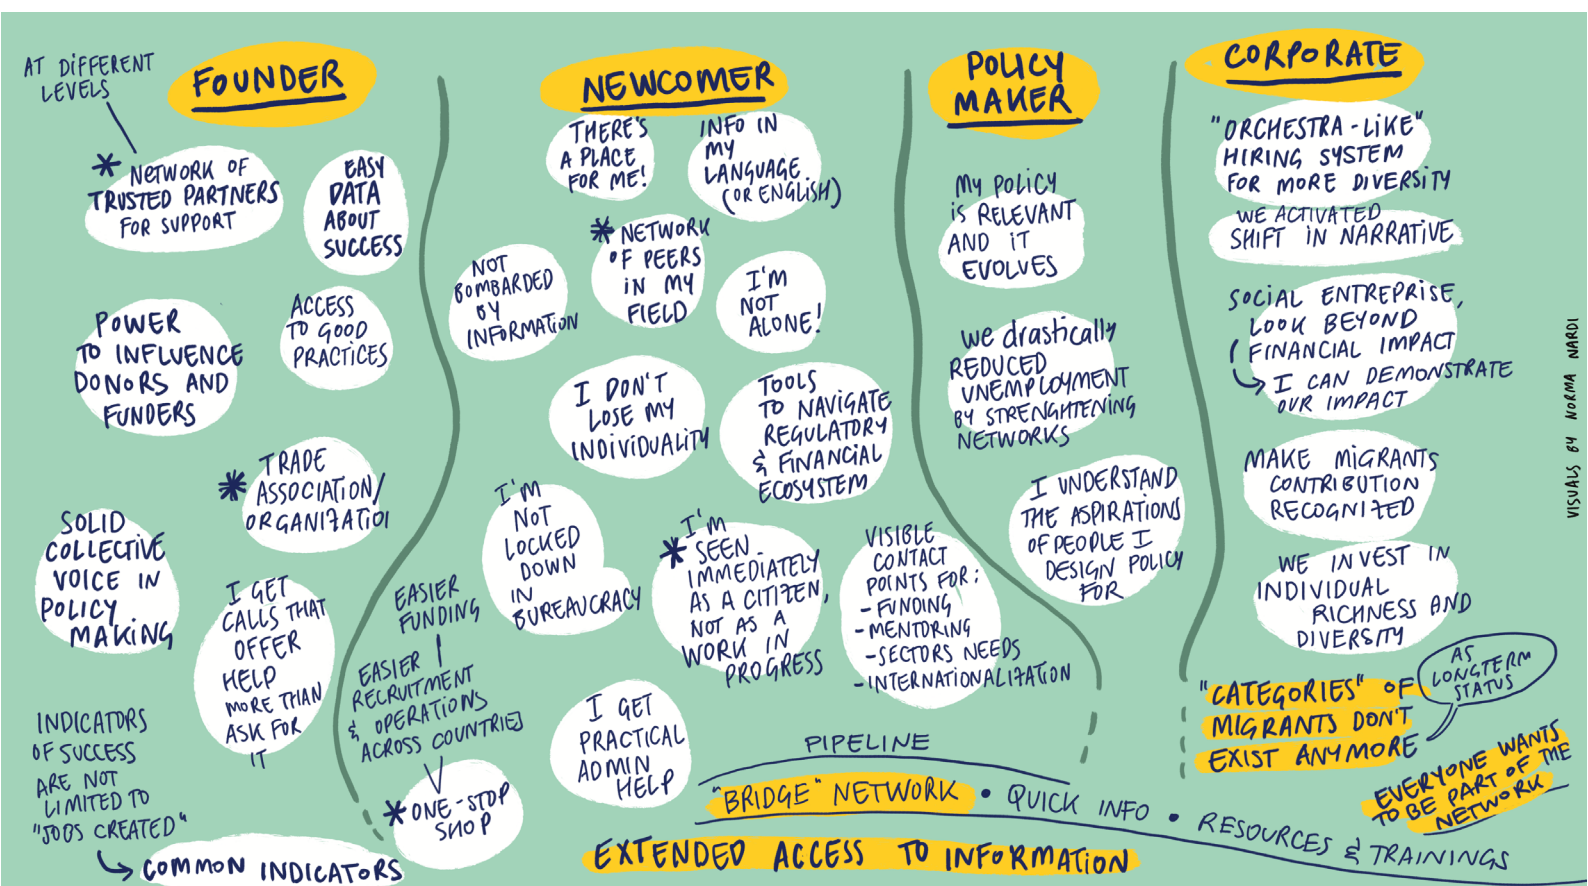 AT DIFFERENT
LEVELS
FOUNDER
* NETWORK OF
TRUSTED PARTNERS
FOR SUPPORT
EASY
DATA
ABOUT
SUCCESS
POWER
TO INFLUENCE
DONORS AND
FUNDERS
ACCESS
TO GOOD
PRACTICES
* TRADE
ASSOCIATION/
ORGANIZATIOI
SOLID
COLLECTIVE
VOICE IN
POLICY
MAKING
I GET
CALLS THAT
OFFER
HELP
MORE THAN
ASK FOR
IT
INDICATORS
OF SUCCESS
ARE NOT
LIMITED TO
"JOBS CREATED"
COMMON INDICATORS
EASIER
FUNDING
EASIER
RECRUITMENT
& OPERATIONS
ACROSS COUNTRIES
* ONE-STOP
SHOP
NEWCOMER
THERE'S
A PLACE
FOR ME!
INFO IN
MY
LANGUAGE
(OR ENGLISH)
NOT
BOMBARDED
BY
INFORMATION
* NETWORK
OF PEERS
IN MY
FIELD
I'M
NOT
ALONE!
I DON'T
LOSE MY
INDIVIDUALITY
TOOLS
TO NAVIGATE
REGULATORY
& FINANCIAL
ECOSYSTEM
I'M
NOT
LOCKED
DOWN
IN
BUREAUCRACY
* I'M
SEEN
IMMEDIATELY
AS A CITIZEN,
NOT AS A
WORK IN
PROGRESS
VISIBLE
CONTACT
POINTS FOR:
- FUNDING
- MENTORING
- SECTORS NEEDS
- INTERNATIONALIZATION
I GET
PRACTICAL
ADMIN
HELP
POLICY
MAKER
MY POLICY
IS RELEVANT
AND IT
EVOLVES
WE drastically
REDUCED
UNEMPLOYMENT
BY STRENGHTENING
NETWORKS
I UNDERSTAND
THE ASPIRATIONS
OF PEOPLE I
DESIGN POLICY
FOR
CORPORATE
"ORCHESTRA-LIKE"
HIRING SYSTEM
FOR MORE DIVERSITY
WE ACTIVATED
SHIFT IN NARRATIVE
SOCIAL ENTREPRISE,
LOOK BEYOND
FINANCIAL IMPACT
I CAN DEMONSTRATE
OUR IMPACT
MAKE MIGRANTS
CONTRIBUTION
RECOGNIZED
WE INVEST IN
INDIVIDUAL
RICHNESS AND
DIVERSITY
"CATEGORIES" OF
MIGRANTS DON'T
EXIST ANYMORE
AS
LONGTERM
STATUS
EVERYONE WANTS
TO BE PART OF THE
NETWORK
PIPELINE
"BRIDGE" NETWORK • QUICK INFO • RESOURCES & TRAININGS
EXTENDED ACCESS TO INFORMATION
VISUALS BY NORMA NARDI